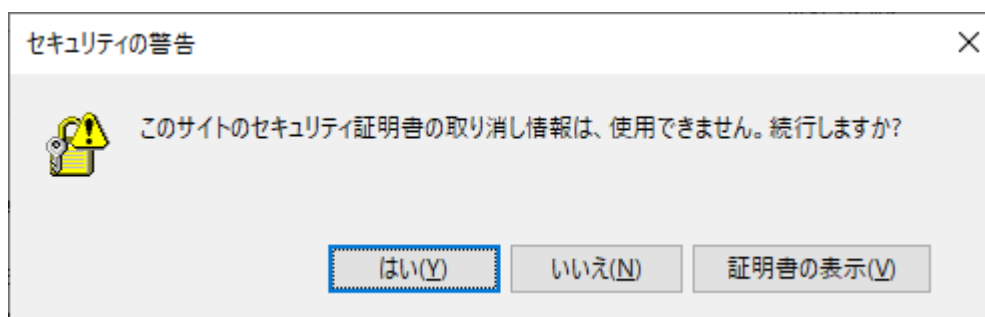 セキュリティの警告
このサイトのセキュリティ証明書の取り消し情報は、使用できません。続行しますか?
はい(Y)
いいえ(N)
証明書の表示(V)